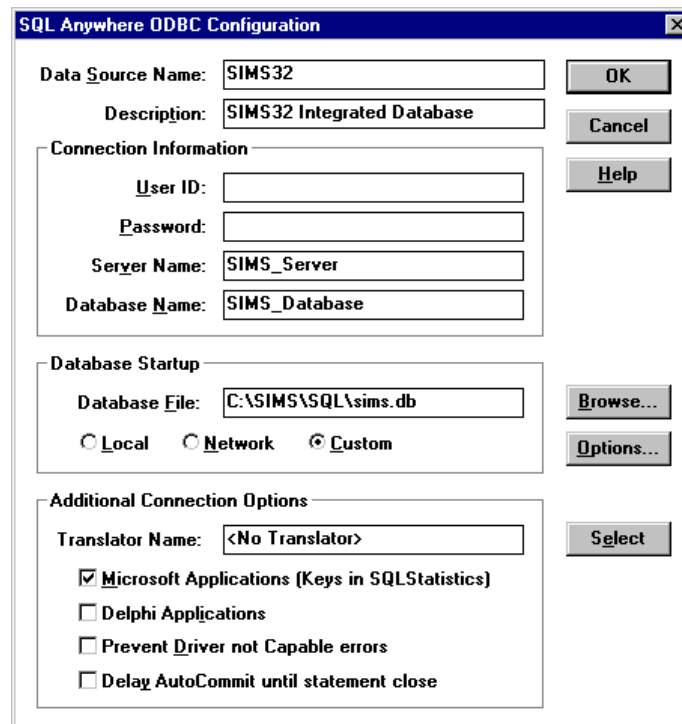 SQL Anywhere ODBC Configuration
Data Source Name: SIMS32 OK
Description: SIMS32 Integrated Database Cancel
Connection Information Help
User ID:
Password:
Server Name: SIMS_Server
Database Name: SIMS_Database
Database Startup
Database File: C:\SIMS\SQL\sims.db Browse...
Local Network Custom Options...
Additional Connection Options
Translator Name: <No Translator> Select
Microsoft Applications (Keys in SQLStatistics)
Delphi Applications
Prevent Driver not Capable errors
Delay AutoCommit until statement close